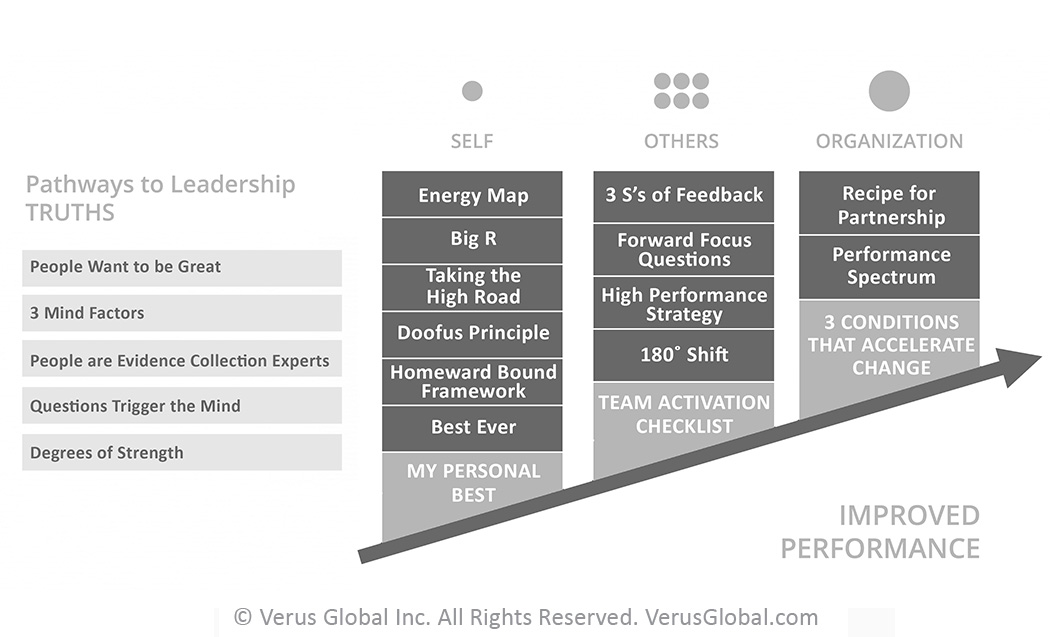 SELF
OTHERS
ORGANIZATION
Pathways to Leadership
TRUTHS
People Want to be Great
3 Mind Factors
People are Evidence Collection Experts
Questions Trigger the Mind
Degrees of Strength
Energy Map
Big R
Taking the
High Road
Doofus Principle
Homeward Bound
Framework
Best Ever
MY PERSONAL
BEST
3 S’s of Feedback
Forward Focus
Questions
High Performance
Strategy
180˚ Shift
TEAM ACTIVATION
CHECKLIST
Recipe for
Partnership
Performance
Spectrum
3 CONDITIONS
THAT ACCELERATE
CHANGE
IMPROVED
PERFORMANCE
© Verus Global Inc. All Rights Reserved. VerusGlobal.com